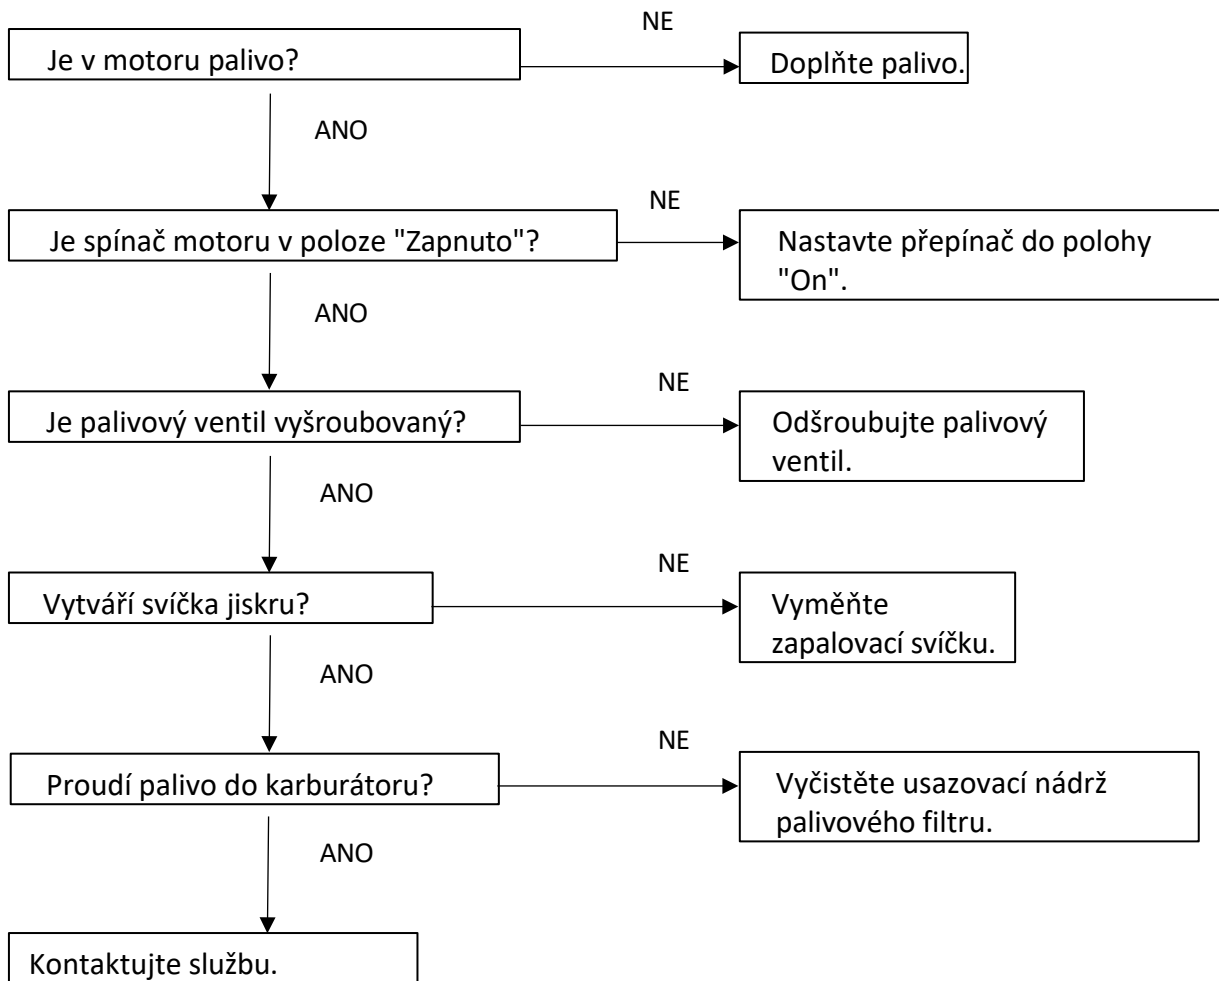 NE
Je v motoru palivo?
Doplňte palivo.
ANO
NE
Je spínač motoru v poloze "Zapnuto"?
Nastavte přepínač do polohy
"On".
ANO
NE
Je palivový ventil vyšroubovaný?
Odšroubujte palivový
ventil.
ANO
NE
Vytváří svíčka jiskru?
Vyměňte
zapalovací svíčku.
ANO
NE
Proudí palivo do karburátoru?
Vyčistěte usazovací nádrž
palivového filtru.
ANO
Kontaktujte službu.